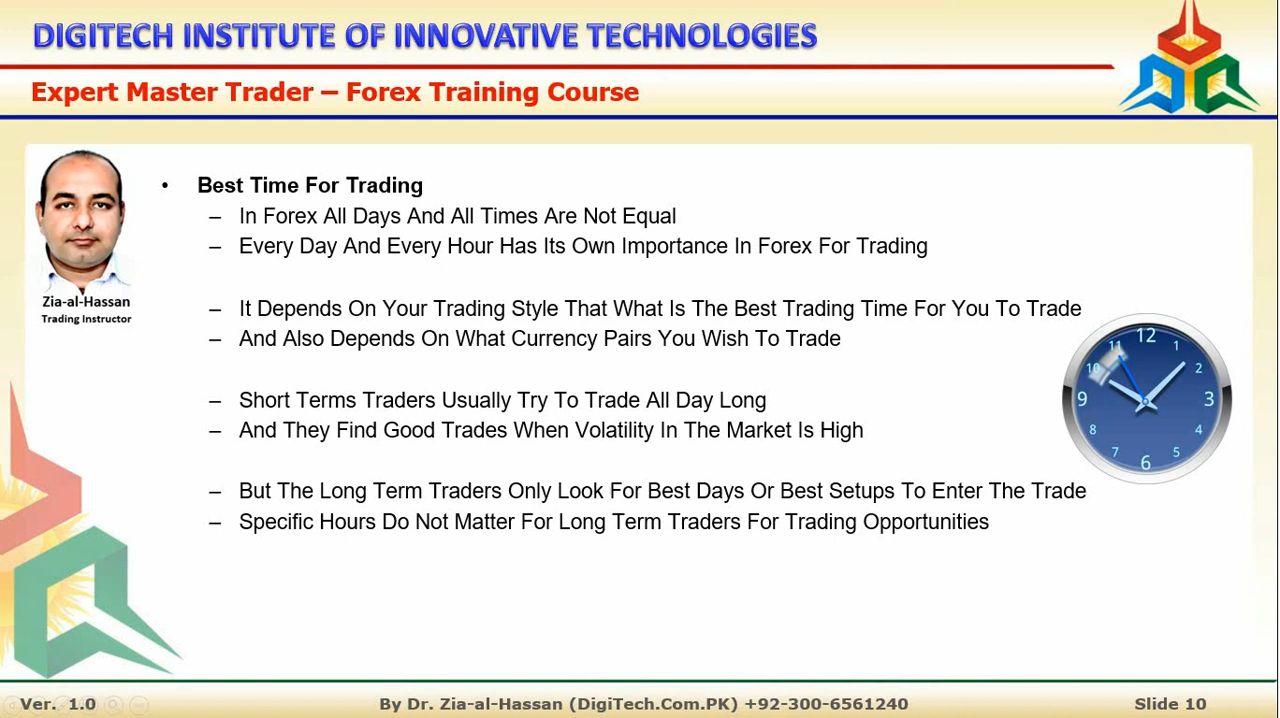 DIGITECH INSTITUTE OF INNOVATIVE TECHNOLOGIES
Expert Master Trader – Forex Training Course
Zia-al-Hassan
Trading Instructor
• Best Time For Trading
– In Forex All Days And All Times Are Not Equal
– Every Day And Every Hour Has Its Own Importance In Forex For Trading
– It Depends On Your Trading Style That What Is The Best Trading Time For You To Trade
– And Also Depends On What Currency Pairs You Wish To Trade
– Short Terms Traders Usually Try To Trade All Day Long
– And They Find Good Trades When Volatility In The Market Is High
– But The Long Term Traders Only Look For Best Days Or Best Setups To Enter The Trade
– Specific Hours Do Not Matter For Long Term Traders For Trading Opportunities
12
1
2
3
4
5
6
7
8
9
10
11
Ver. 1.0
By Dr. Zia-al-Hassan (DigiTech.Com.PK) +92-300-6561240
Slide 10